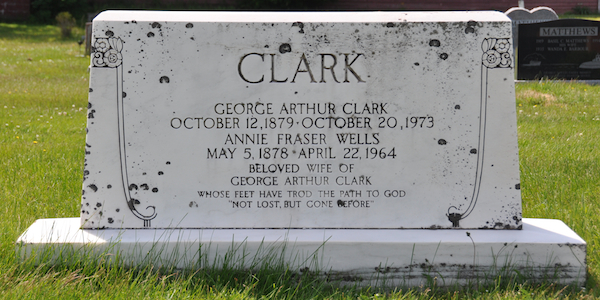 CLARK
GEORGE ARTHUR CLARK
OCTOBER 12, 1879 · OCTOBER 20, 1973
ANNIE FRASER WELLS
MAY 5, 1878 · APRIL 22, 1964
BELOVED WIFE OF
GEORGE ARTHUR CLARK
WHOSE FEET HAVE TROD THE PATH TO GOD
"NOT LOST, BUT GONE BEFORE"
MATTHEWS